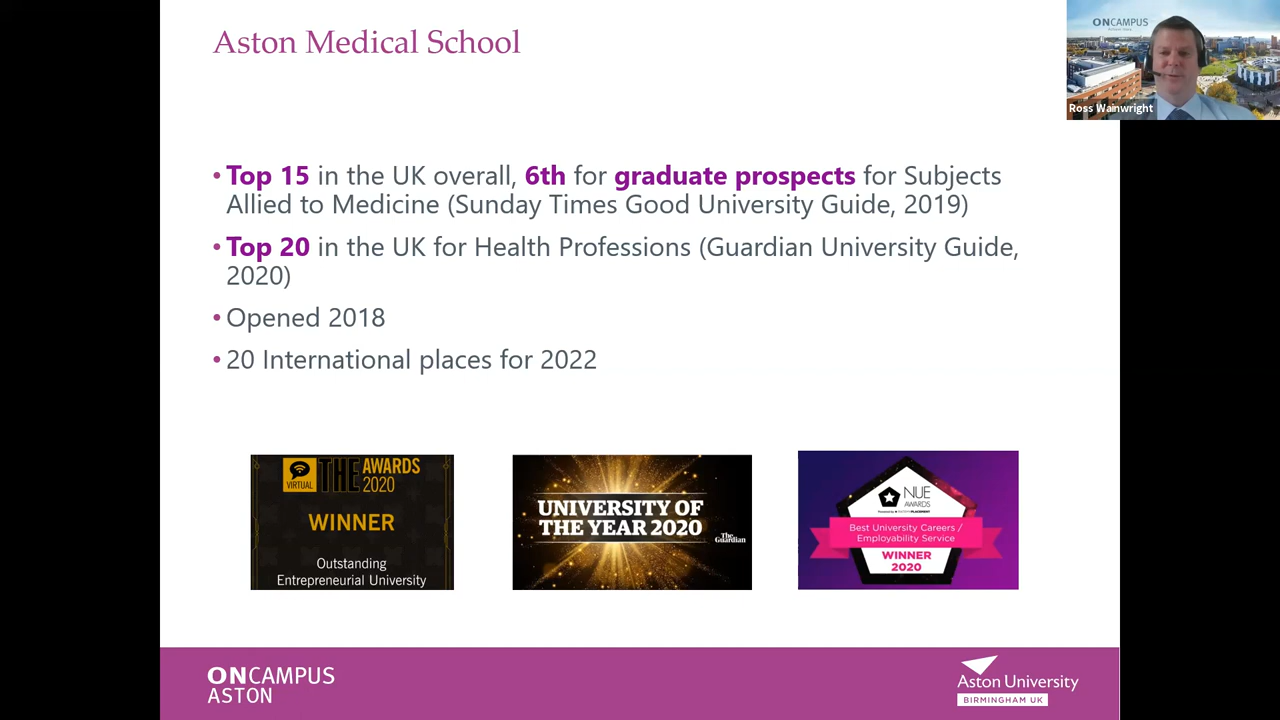 Aston Medical School
ONCAMPUS
Ross Wainwright
• Top 15 in the UK overall, 6th for graduate prospects for Subjects
Allied to Medicine (Sunday Times Good University Guide, 2019)
• Top 20 in the UK for Health Professions (Guardian University Guide,
2020)
• Opened 2018
• 20 International places for 2022
VIRTUAL
THE AWARDS
2020
WINNER
Outstanding
Entrepreneurial University
UNIVERSITY OF
THE YEAR 2020
The
Guardian
NUE
AWARDS
Best University Careers /
Employability Service
WINNER
2020
ONCAMPUS
ASTON
Aston University
BIRMINGHAM UK